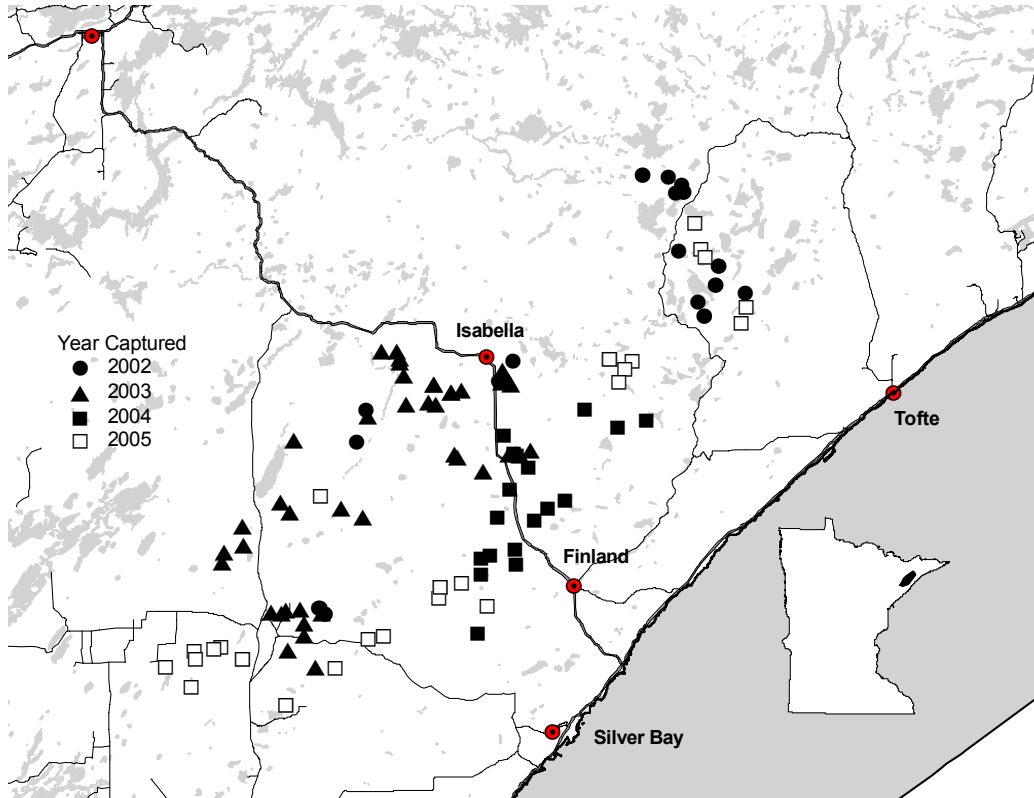 Isabella
Year Captured
2002
2003
2004
2005
Tofte
Finland
Silver Bay